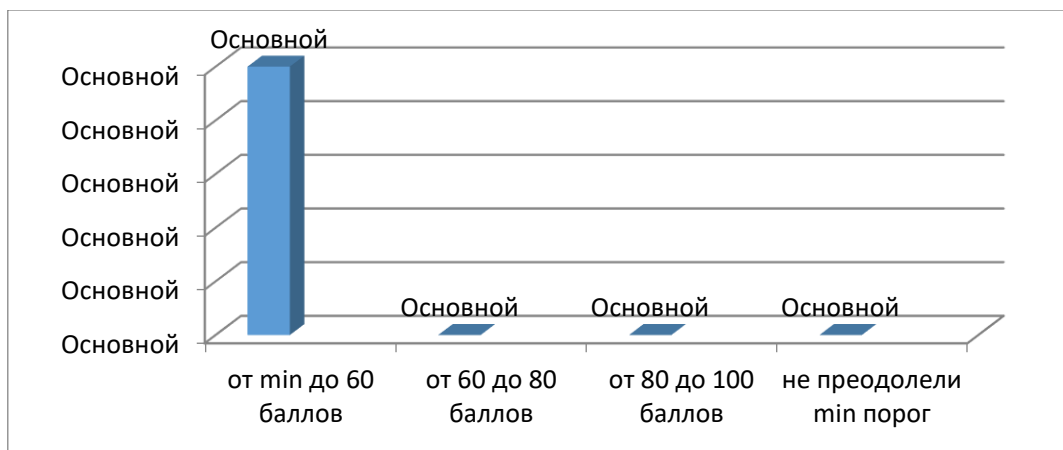 Основной
Основной
Основной
Основной
Основной
Основной
Основной
Основной Основной Основной
от min до 60 баллов
от 60 до 80 баллов
от 80 до 100 баллов
не преодолели min порог